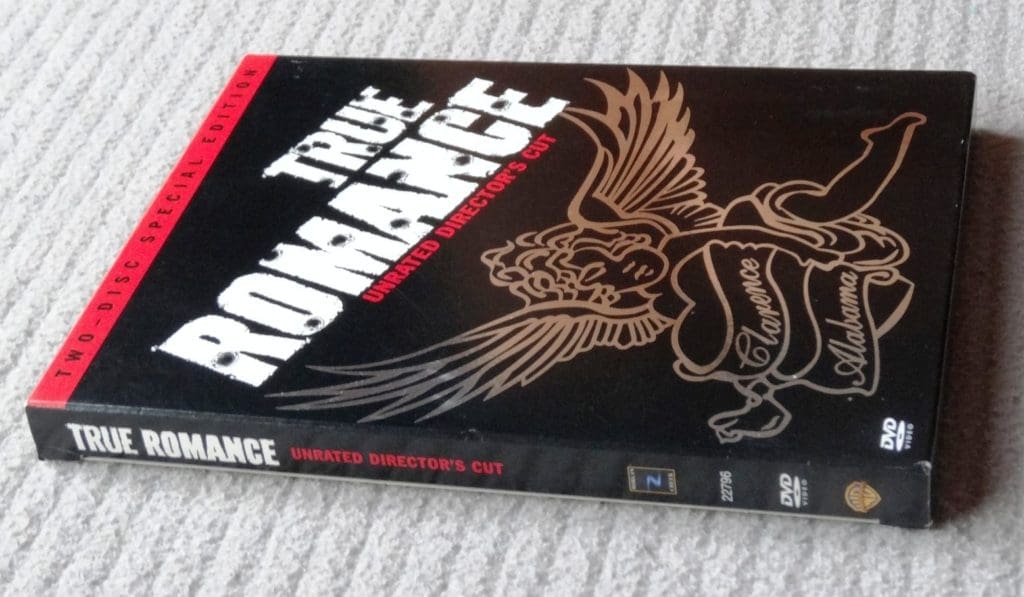 TWO-DISC SPECIAL EDITION
TRUE
ROMANCE
UNRATED DIRECTOR'S CUT
Clarence
Alabama
DVD
VIDEO
TRUE ROMANCE UNRATED DIRECTOR'S CUT
2
22796
DVD
VIDEO